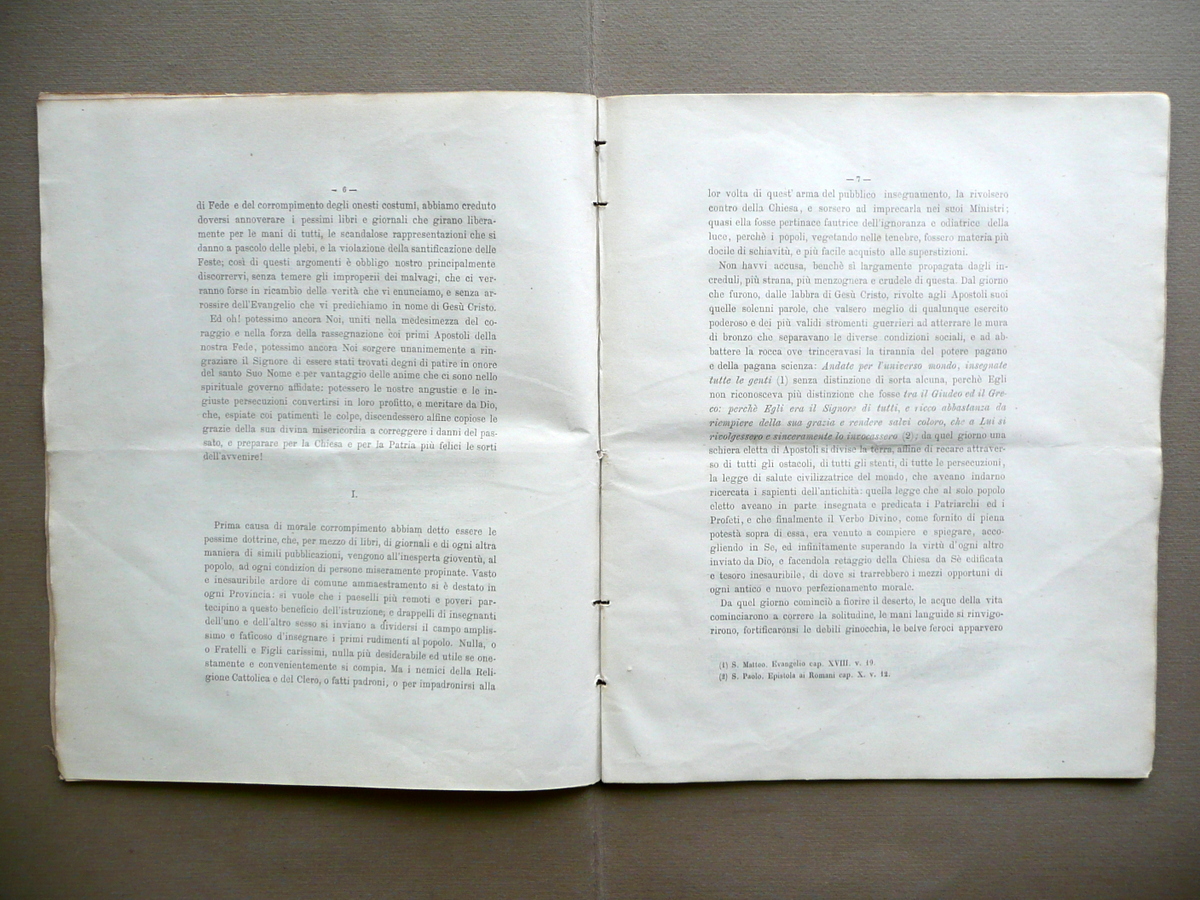 — 6 —
di Fede e del corrompimento degli onesti costumi, abbiamo creduto
doversi annoverare i pessimi libri e giornali che girano libera-
mente per le mani di tutti, le scandalose rappresentazioni che si
danno a pascolo delle plebi, e la violazione della santificazione delle
Feste; così di questi argomenti è obbligo nostro principalmente
discorrervi, senza temere gli improperii dei malvagi, che ci ver-
ranno forse in ricambio delle verità che vi enunciamo, e senza ar-
rossire dell'Evangelio che vi predichiamo in nome di Gesù Cristo.
Ed oh! potessimo ancora Noi, uniti nella medesimezza del co-
raggio e nella forza della rassegnazione coi primi Apostoli della
nostra Fede, potessimo ancora Noi sorgere unanimemente a rin-
graziare il Signore di essere stati trovati degni di patire in onore
del santo Suo Nome e per vantaggio delle anime che ci sono nello
spirituale governo affidate: potessero le nostre angustie e le in-
giuste persecuzioni convertirsi in loro profitto, e meritare da Dio,
che, espiate coi patimenti le colpe, discendessero alfine copiose le
grazie della sua divina misericordia a correggere i danni del pas-
sato, e preparare per la Chiesa e per la Patria più felici le sorti
dell'avvenire!
I.
Prima causa di morale corrompimento abbiam detto essere le
pessime dottrine, che, per mezzo di libri, di giornali e di ogni altra
maniera di simili pubblicazioni, vengono all'inesperta gioventù, al
popolo, ad ogni condizion di persone miseramente propinate. Vasto
e inesauribile ardore di comune ammaestramento si è destato in
ogni Provincia: si vuole che i paeselli più remoti e poveri par-
tecipino a questo beneficio dell'istruzione; e drappelli di insegnanti
dell'uno e dell'altro sesso si inviano a dividersi il campo amplis-
simo e faticoso d'insegnare i primi rudimenti al popolo. Nulla, o
o Fratelli e Figli carissimi, nulla più desiderabile ed utile se one-
stamente e convenientemente si compia. Ma i nemici della Reli-
gione Cattolica e del Clero, o fatti padroni, o per impadronirsi alla
— 7 —
lor volta di quest'arma del pubblico insegnamento, la rivolsero
contro della Chiesa, e sorsero ad imprecarla nei suoi Ministri;
quasi ella fosse pertinace fautrice dell'ignoranza e odiatrice della
luce, perchè i popoli, vegetando nelle tenebre, fossero materia più
docile di schiavitù, e più facile acquisto alle superstizioni.
Non havvi accusa, benchè sì largamente propagata dagli in-
creduli, più strana, più menzognera e crudele di questa. Dal giorno
che furono, dalle labbra di Gesù Cristo, rivolte agli Apostoli suoi
quelle solenni parole, che valsero meglio di qualunque esercito
poderoso e dei più validi stromenti guerrieri ad atterrare le mura
di bronzo che separavano le diverse condizioni sociali, e ad ab-
battere la rocca ove trinceravasi la tirannia del potere pagano
e della pagana scienza: Andate per l'universo mondo, insegnate
tutte le genti (1) senza distinzione di sorta alcuna, perchè Egli
non riconosceva più distinzione che fosse tra il Giudeo ed il Gre-
co: perchè Egli era il Signore di tutti, e ricco abbastanza da
riempiere della sua grazia e rendere salvi coloro, che a Lui si
ricolgessero e sinceramente lo invocassero (2); da quel giorno una
schiera eletta di Apostoli si divise la terra, affine di recare attraver-
so di tutti gli ostacoli, di tutti gli stenti, di tutte le persecuzioni,
la legge di salute civilizzatrice del mondo, che aveano indarno
ricercata i sapienti dell'antichità: quella legge che al solo popolo
eletto aveano in parte insegnata e predicata i Patriarchi ed i
Profeti, e che finalmente il Verbo Divino, come fornito di piena
potestà sopra di essa, era venuto a compiere e spiegare, acco-
gliendo in Se, ed infinitamente superando la virtù d'ogni altro
inviato da Dio, e facendola retaggio della Chiesa da Sè edificata
e tesoro inesauribile, di dove si trarrebbero i mezzi opportuni di
ogni antico e nuovo perfezionamento morale.
Da quel giorno cominciò a fiorire il deserto, le acque della vita
cominciarono a correre la solitudine, le mani languide si rinvigo-
rirono, fortificaronsi le debili ginocchia, le belve feroci apparvero
(1) S. Matteo. Evangelio cap. XVIII. v. 19.
(2) S. Paolo. Epistola ai Romani cap. X. v. 12.